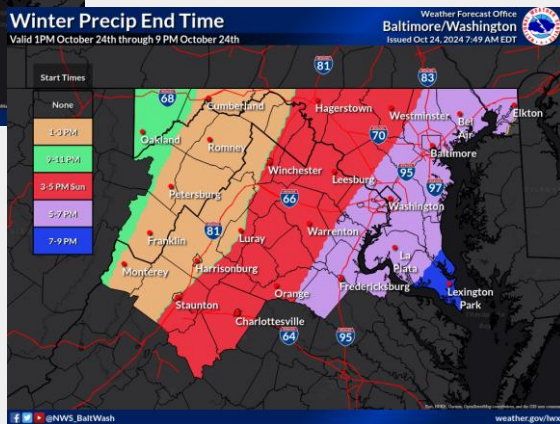 Winter Precip End Time
Valid 1PM October 24th through 9 PM October 24th
Weather Forecast Office
Baltimore/Washington
Issued Oct 24, 2024 7:49 AM EDT
Start Times
None
1-3 PM
9-11 PM
3-5 PM Sun
5-7 PM
7-9 PM
81
83
68
Cumberland
Hagerstown
Westminster
Elkton
Bel
Air
Oakland
Romney
70
Baltimore
Winchester
Leesburg
95
97
Petersburg
66
Washington
Franklin
81
Luray
Warrenton
La
Plata
Monterey
Harrisonburg
Lexington
Park
Staunton
Orange
Fredericksburg
Charlottesville
64
95
@NWS_BaltWash
weather.gov/lwx